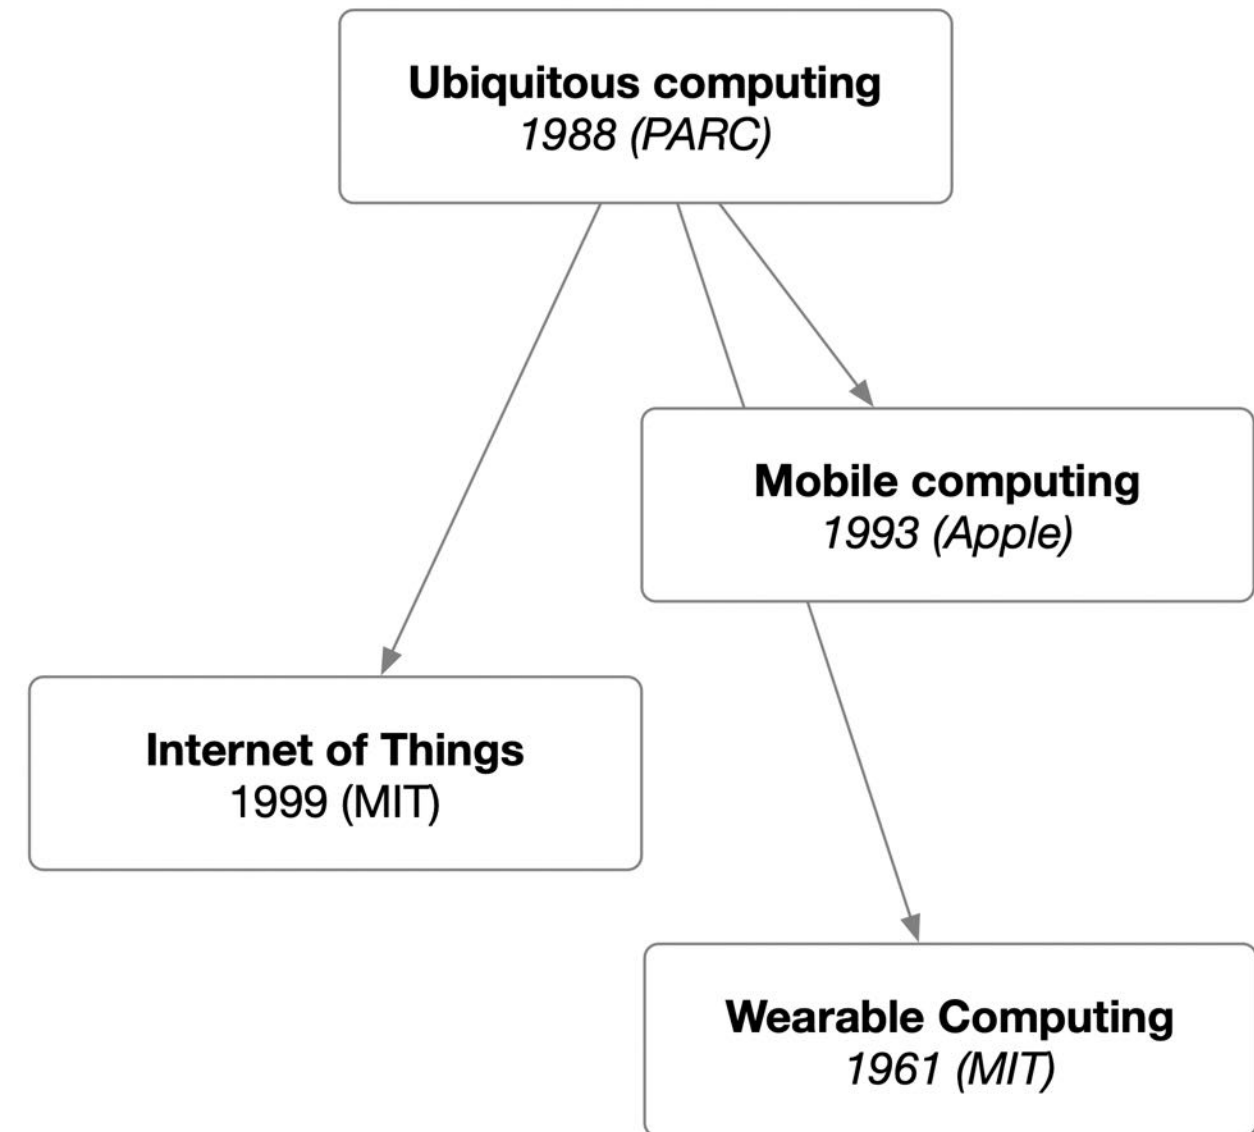 Ubiquitous computing
1988 (PARC)
Mobile computing
1993 (Apple)
Internet of Things
1999 (MIT)
Wearable Computing
1961 (MIT)